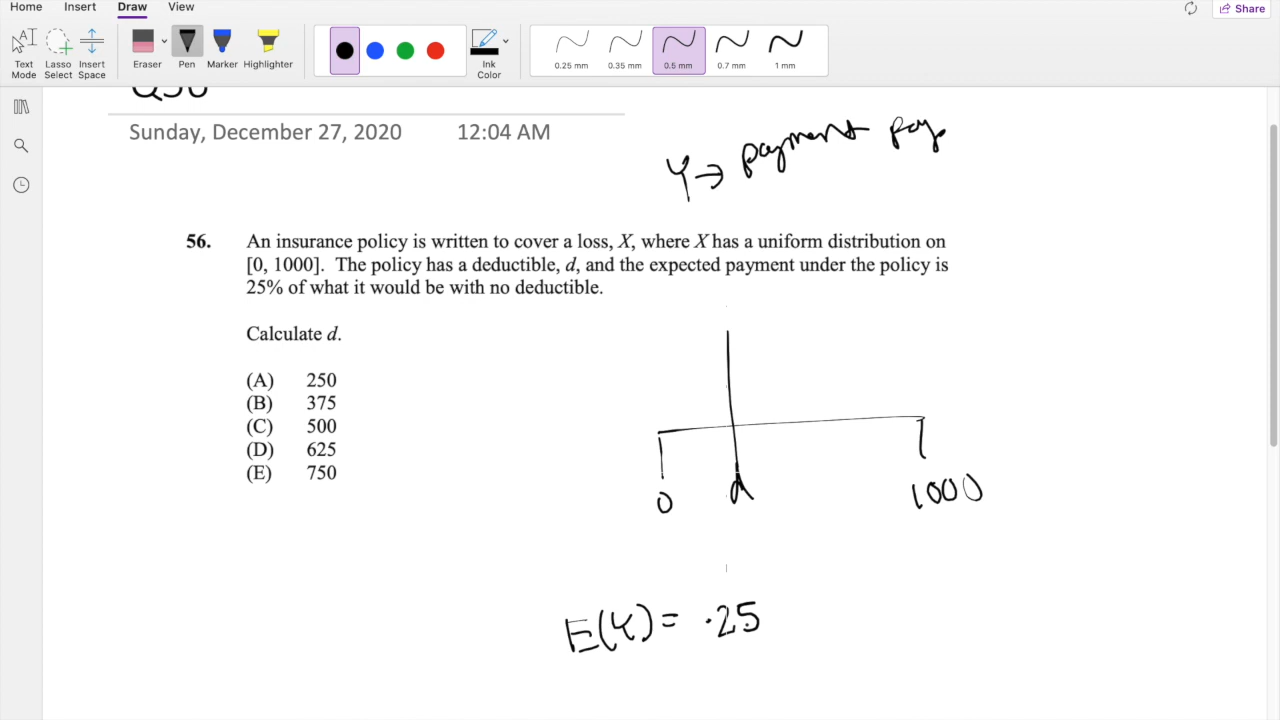 Home Insert Draw View Share
Text Mode Lasso Select Insert Space Eraser Pen Marker Highlighter Ink Color 0.25 mm 0.35 mm 0.5 mm 0.7 mm 1 mm
Sunday, December 27, 2020 12:04 AM
Y → payment pay
56. An insurance policy is written to cover a loss, X, where X has a uniform distribution on
[0, 1000]. The policy has a deductible, d, and the expected payment under the policy is
25% of what it would be with no deductible.
Calculate d.
(A) 250
(B) 375
(C) 500
(D) 625
(E) 750
0 d 1000
E(Y) = .25